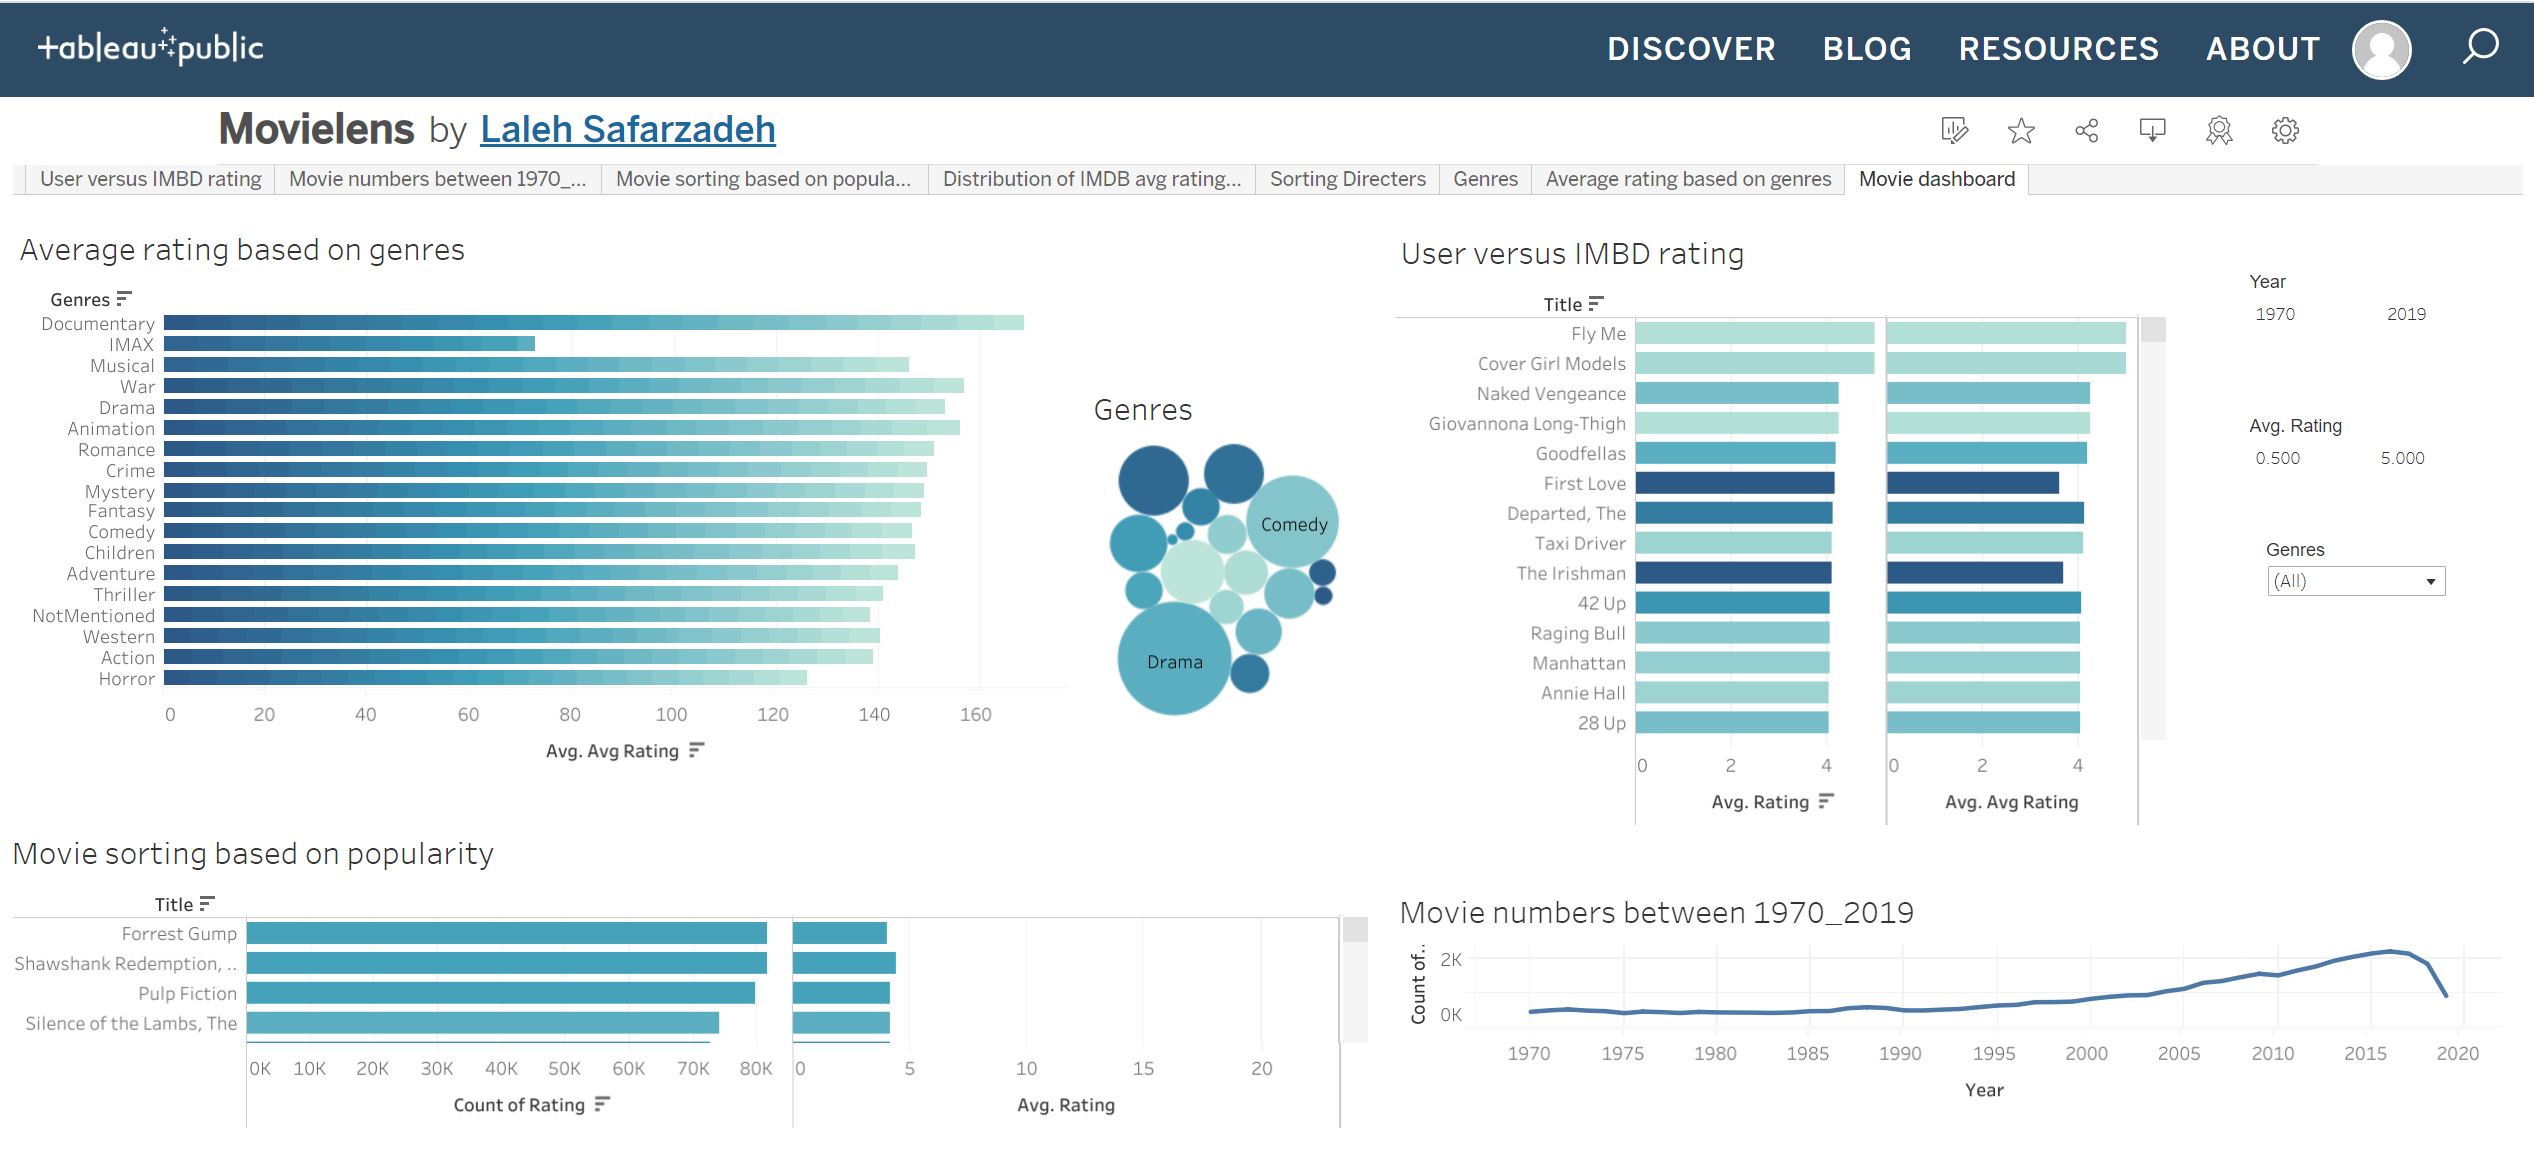 tableau public
DISCOVER BLOG RESOURCES ABOUT
Movielens by Laleh Safarzadeh
User versus IMBD rating
Movie numbers between 1970_...
Movie sorting based on popula...
Distribution of IMDB avg rating...
Sorting Directers
Genres
Average rating based on genres
Movie dashboard
Average rating based on genres
Genres
Documentary
IMAX
Musical
War
Drama
Animation
Romance
Crime
Mystery
Fantasy
Comedy
Children
Adventure
Thriller
NotMentioned
Western
Action
Horror
0 20 40 60 80 100 120 140 160
Avg. Avg Rating
Genres
Comedy
Drama
User versus IMBD rating
Title
Fly Me
Cover Girl Models
Naked Vengeance
Giovannona Long-Thigh
Goodfellas
First Love
Departed, The
Taxi Driver
The Irishman
42 Up
Raging Bull
Manhattan
Annie Hall
28 Up
0 2 4 0 2 4
Avg. Rating Avg. Avg Rating
Year
1970 2019
Avg. Rating
0.500 5.000
Genres
(All)
Movie sorting based on popularity
Title
Forrest Gump
Shawshank Redemption, ..
Pulp Fiction
Silence of the Lambs, The
0K 10K 20K 30K 40K 50K 60K 70K 80K 0 5 10 15 20
Count of Rating Avg. Rating
Movie numbers between 1970_2019
Count of..
2K
0K
1970 1975 1980 1985 1990 1995 2000 2005 2010 2015 2020
Year